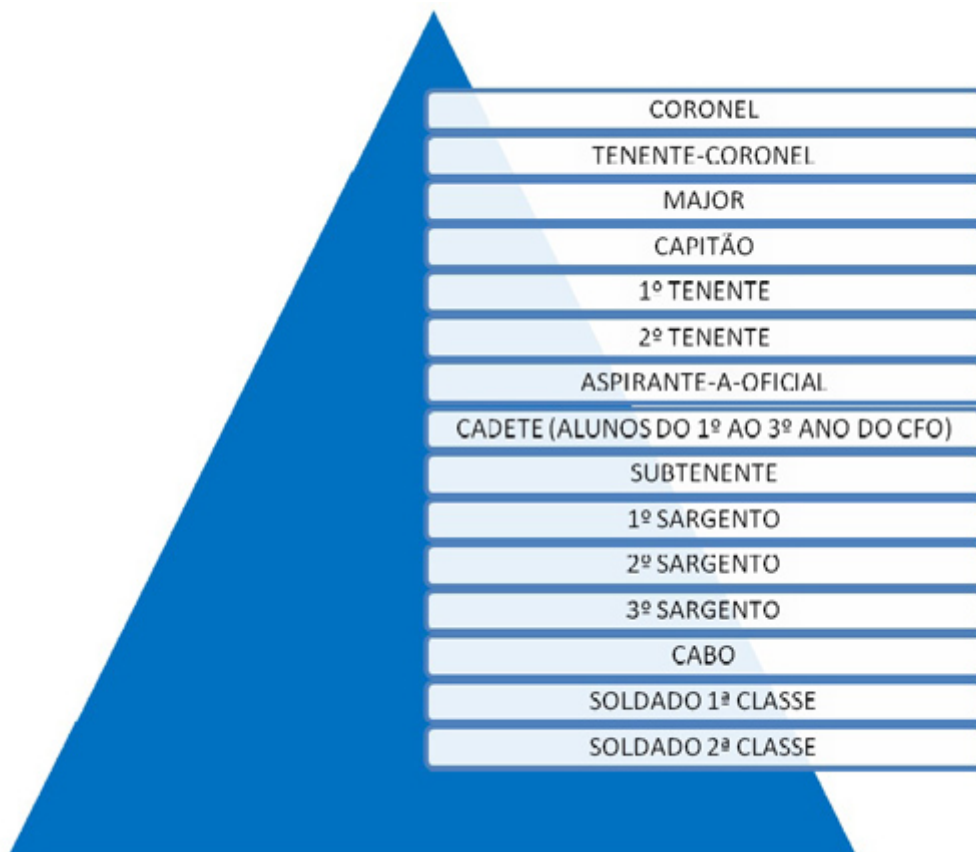 CORONEL
TENENTE-CORONEL
MAJOR
CAPITÃO
1º TENENTE
2º TENENTE
ASPIRANTE-A-OFICIAL
CADETE (ALUNOS DO 1º AO 3º ANO DO CFO)
SUBTENENTE
1º SARGENTO
2º SARGENTO
3º SARGENTO
CABO
SOLDADO 1ª CLASSE
SOLDADO 2ª CLASSE